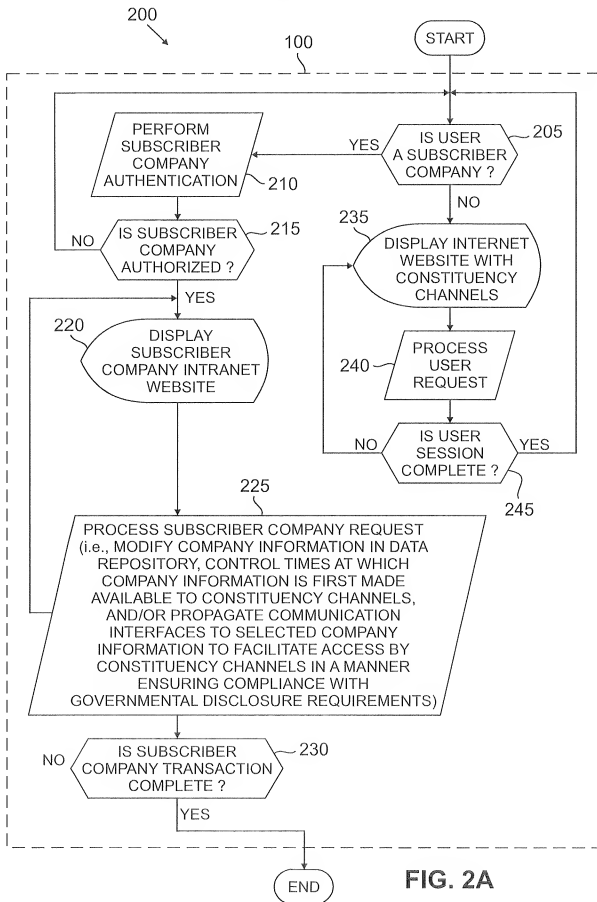 200
START
100
IS USER
A SUBSCRIBER
COMPANY ?
205
YES
NO
PERFORM
SUBSCRIBER
COMPANY
AUTHENTICATION
210
IS SUBSCRIBER
COMPANY
AUTHORIZED ?
215
NO
YES
220
DISPLAY
SUBSCRIBER
COMPANY INTRANET
WEBSITE
235
DISPLAY INTERNET
WEBSITE WITH
CONSTITUENCY
CHANNELS
240
PROCESS
USER
REQUEST
NO
IS USER
SESSION
COMPLETE ?
YES
245
225
PROCESS SUBSCRIBER COMPANY REQUEST
(i.e., MODIFY COMPANY INFORMATION IN DATA
REPOSITORY, CONTROL TIMES AT WHICH
COMPANY INFORMATION IS FIRST MADE
AVAILABLE TO CONSTITUENCY CHANNELS,
AND/OR PROPAGATE COMMUNICATION
INTERFACES TO SELECTED COMPANY
INFORMATION TO FACILITATE ACCESS BY
CONSTITUENCY CHANNELS IN A MANNER
ENSURING COMPLIANCE WITH
GOVERNMENTAL DISCLOSURE REQUIREMENTS)
NO
IS SUBSCRIBER
COMPANY TRANSACTION
COMPLETE ?
230
YES
END
FIG. 2A